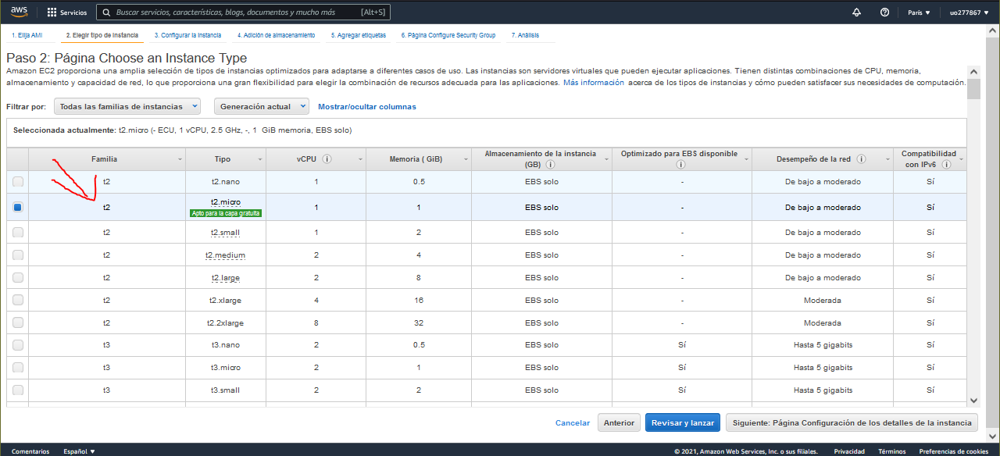 aws Servicios Buscar servicios, características, blogs, documentos y mucho más [Alt+S] París ▼ uo277867 ▼
1. Elija AMI 2. Elegir tipo de instancia 3. Configurar la instancia 4. Adición de almacenamiento 5. Agregar etiquetas 6. Página Configure Security Group 7. Análisis
Paso 2: Página Choose an Instance Type
Amazon EC2 proporciona una amplia selección de tipos de instancias optimizados para adaptarse a diferentes casos de uso. Las instancias son servidores virtuales que pueden ejecutar aplicaciones. Tienen distintas combinaciones de CPU, memoria,
almacenamiento y capacidad de red, lo que proporciona una gran flexibilidad para elegir la combinación de recursos adecuada para las aplicaciones. Más información acerca de los tipos de instancias y cómo pueden satisfacer sus necesidades de computación.
Filtrar por: Todas las familias de instancias Generación actual Mostrar/ocultar columnas
Seleccionada actualmente: t2.micro (- ECU, 1 vCPU, 2.5 GHz, -, 1 GiB memoria, EBS solo)
Familia Tipo vCPU Memoria ( GiB) Almacenamiento de la instancia (GB) Optimizado para EBS disponible Desempeño de la red Compatibilidad con IPv6
t2 t2.nano 1 0.5 EBS solo - De bajo a moderado Sí
t2 t2.micro 1 1 EBS solo - De bajo a moderado Sí
Apto para la capa gratuita
t2 t2.small 1 2 EBS solo - De bajo a moderado Sí
t2 t2.medium 2 4 EBS solo - De bajo a moderado Sí
t2 t2.large 2 8 EBS solo - De bajo a moderado Sí
t2 t2.xlarge 4 16 EBS solo - Moderada Sí
t2 t2.2xlarge 8 32 EBS solo - Moderada Sí
t3 t3.nano 2 0.5 EBS solo Sí Hasta 5 gigabits Sí
t3 t3.micro 2 1 EBS solo Sí Hasta 5 gigabits Sí
t3 t3.small 2 2 EBS solo Sí Hasta 5 gigabits Sí
Cancelar Anterior Revisar y lanzar Siguiente: Página Configuración de los detalles de la instancia
Comentarios Español ▼ © 2021, Amazon Web Services, Inc. o sus filiales. Privacidad Términos Preferencias de cookies